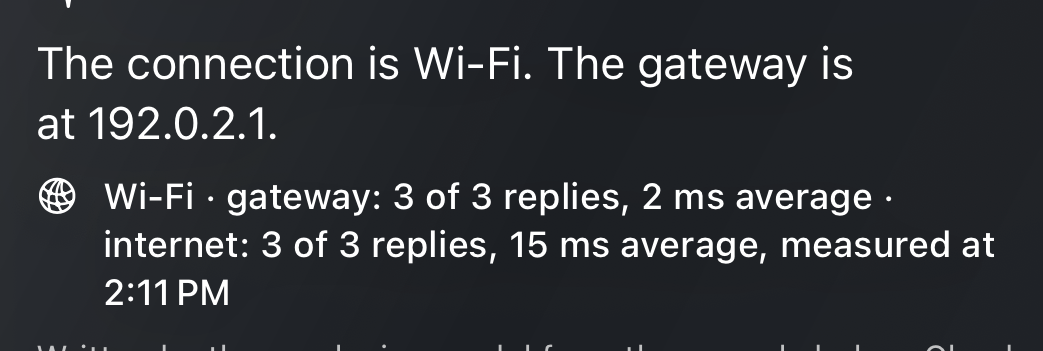 The connection is Wi-Fi. The gateway is
at 192.0.2.1.
Wi-Fi · gateway: 3 of 3 replies, 2 ms average ·
internet: 3 of 3 replies, 15 ms average, measured at
2:11 PM